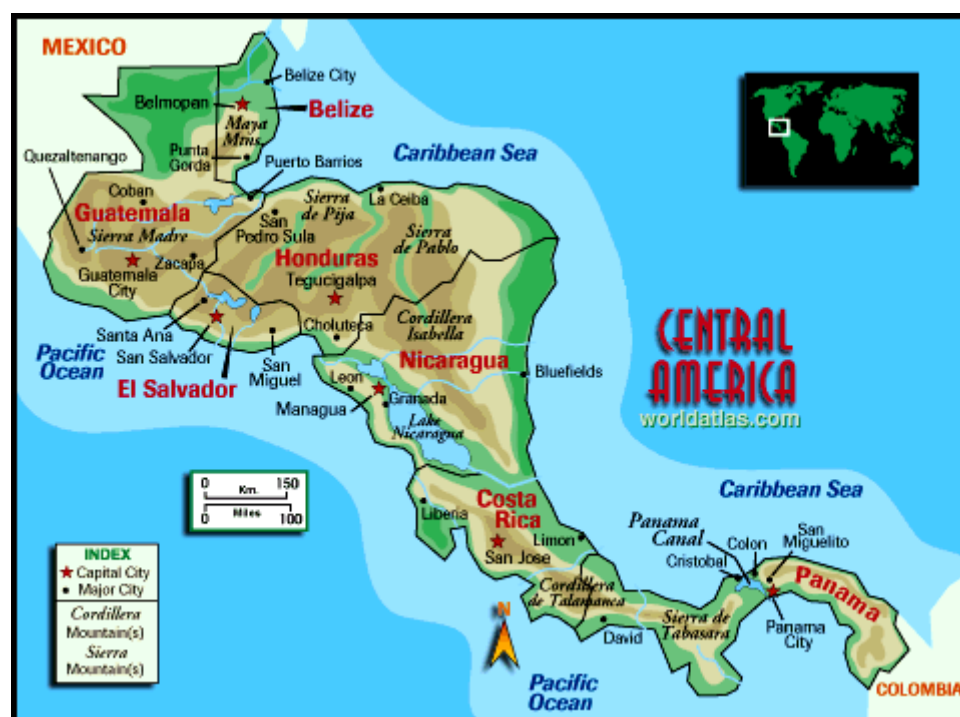 MEXICO
Belize City
Belmopan
Belize
Maya
Mtns.
Quezaltenango
Punta
Gorda
Puerto Barrios
Caribbean Sea
Coban
Guatemala
Sierra Madre
Guatemala
City
Zacapa
San
Pedro Sula
Sierra
de Pija
La Ceiba
Sierra
de Pablo
Honduras
Tegucigalpa
Santa Ana
San Salvador
Pacific
Ocean
El Salvador
San
Miguel
Choluteca
Cordillera
Isabella
Nicaragua
Leon
Managua
Granada
Lake
Nicaragua
Bluefields
CENTRAL
AMERICA
worldatlas.com
0 150
Km.
0 100
Miles
Costa
Rica
Liberia
San Jose
Limon
Caribbean Sea
Panama
Canal
Cristobal
Colon
San
Miguelito
Panama
Panama
City
Cordillera
de Talamanca
David
Sierra de
Tabasara
N
Pacific
Ocean
COLOMBIA
INDEX
Capital City
Major City
Cordillera
Mountain(s)
Sierra
Mountain(s)